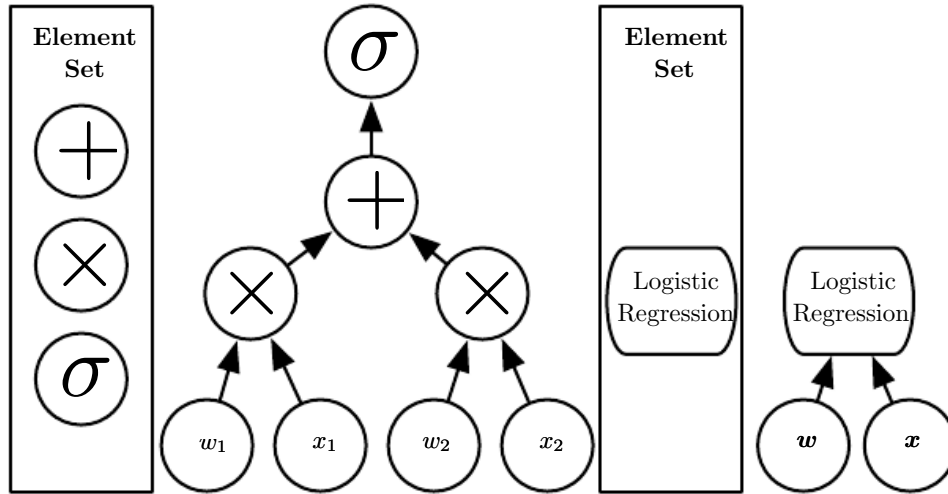 Element
Set
+
×
σ
σ
+
×
×
w₁
x₁
w₂
x₂
Element
Set
Logistic
Regression
Logistic
Regression
w
x